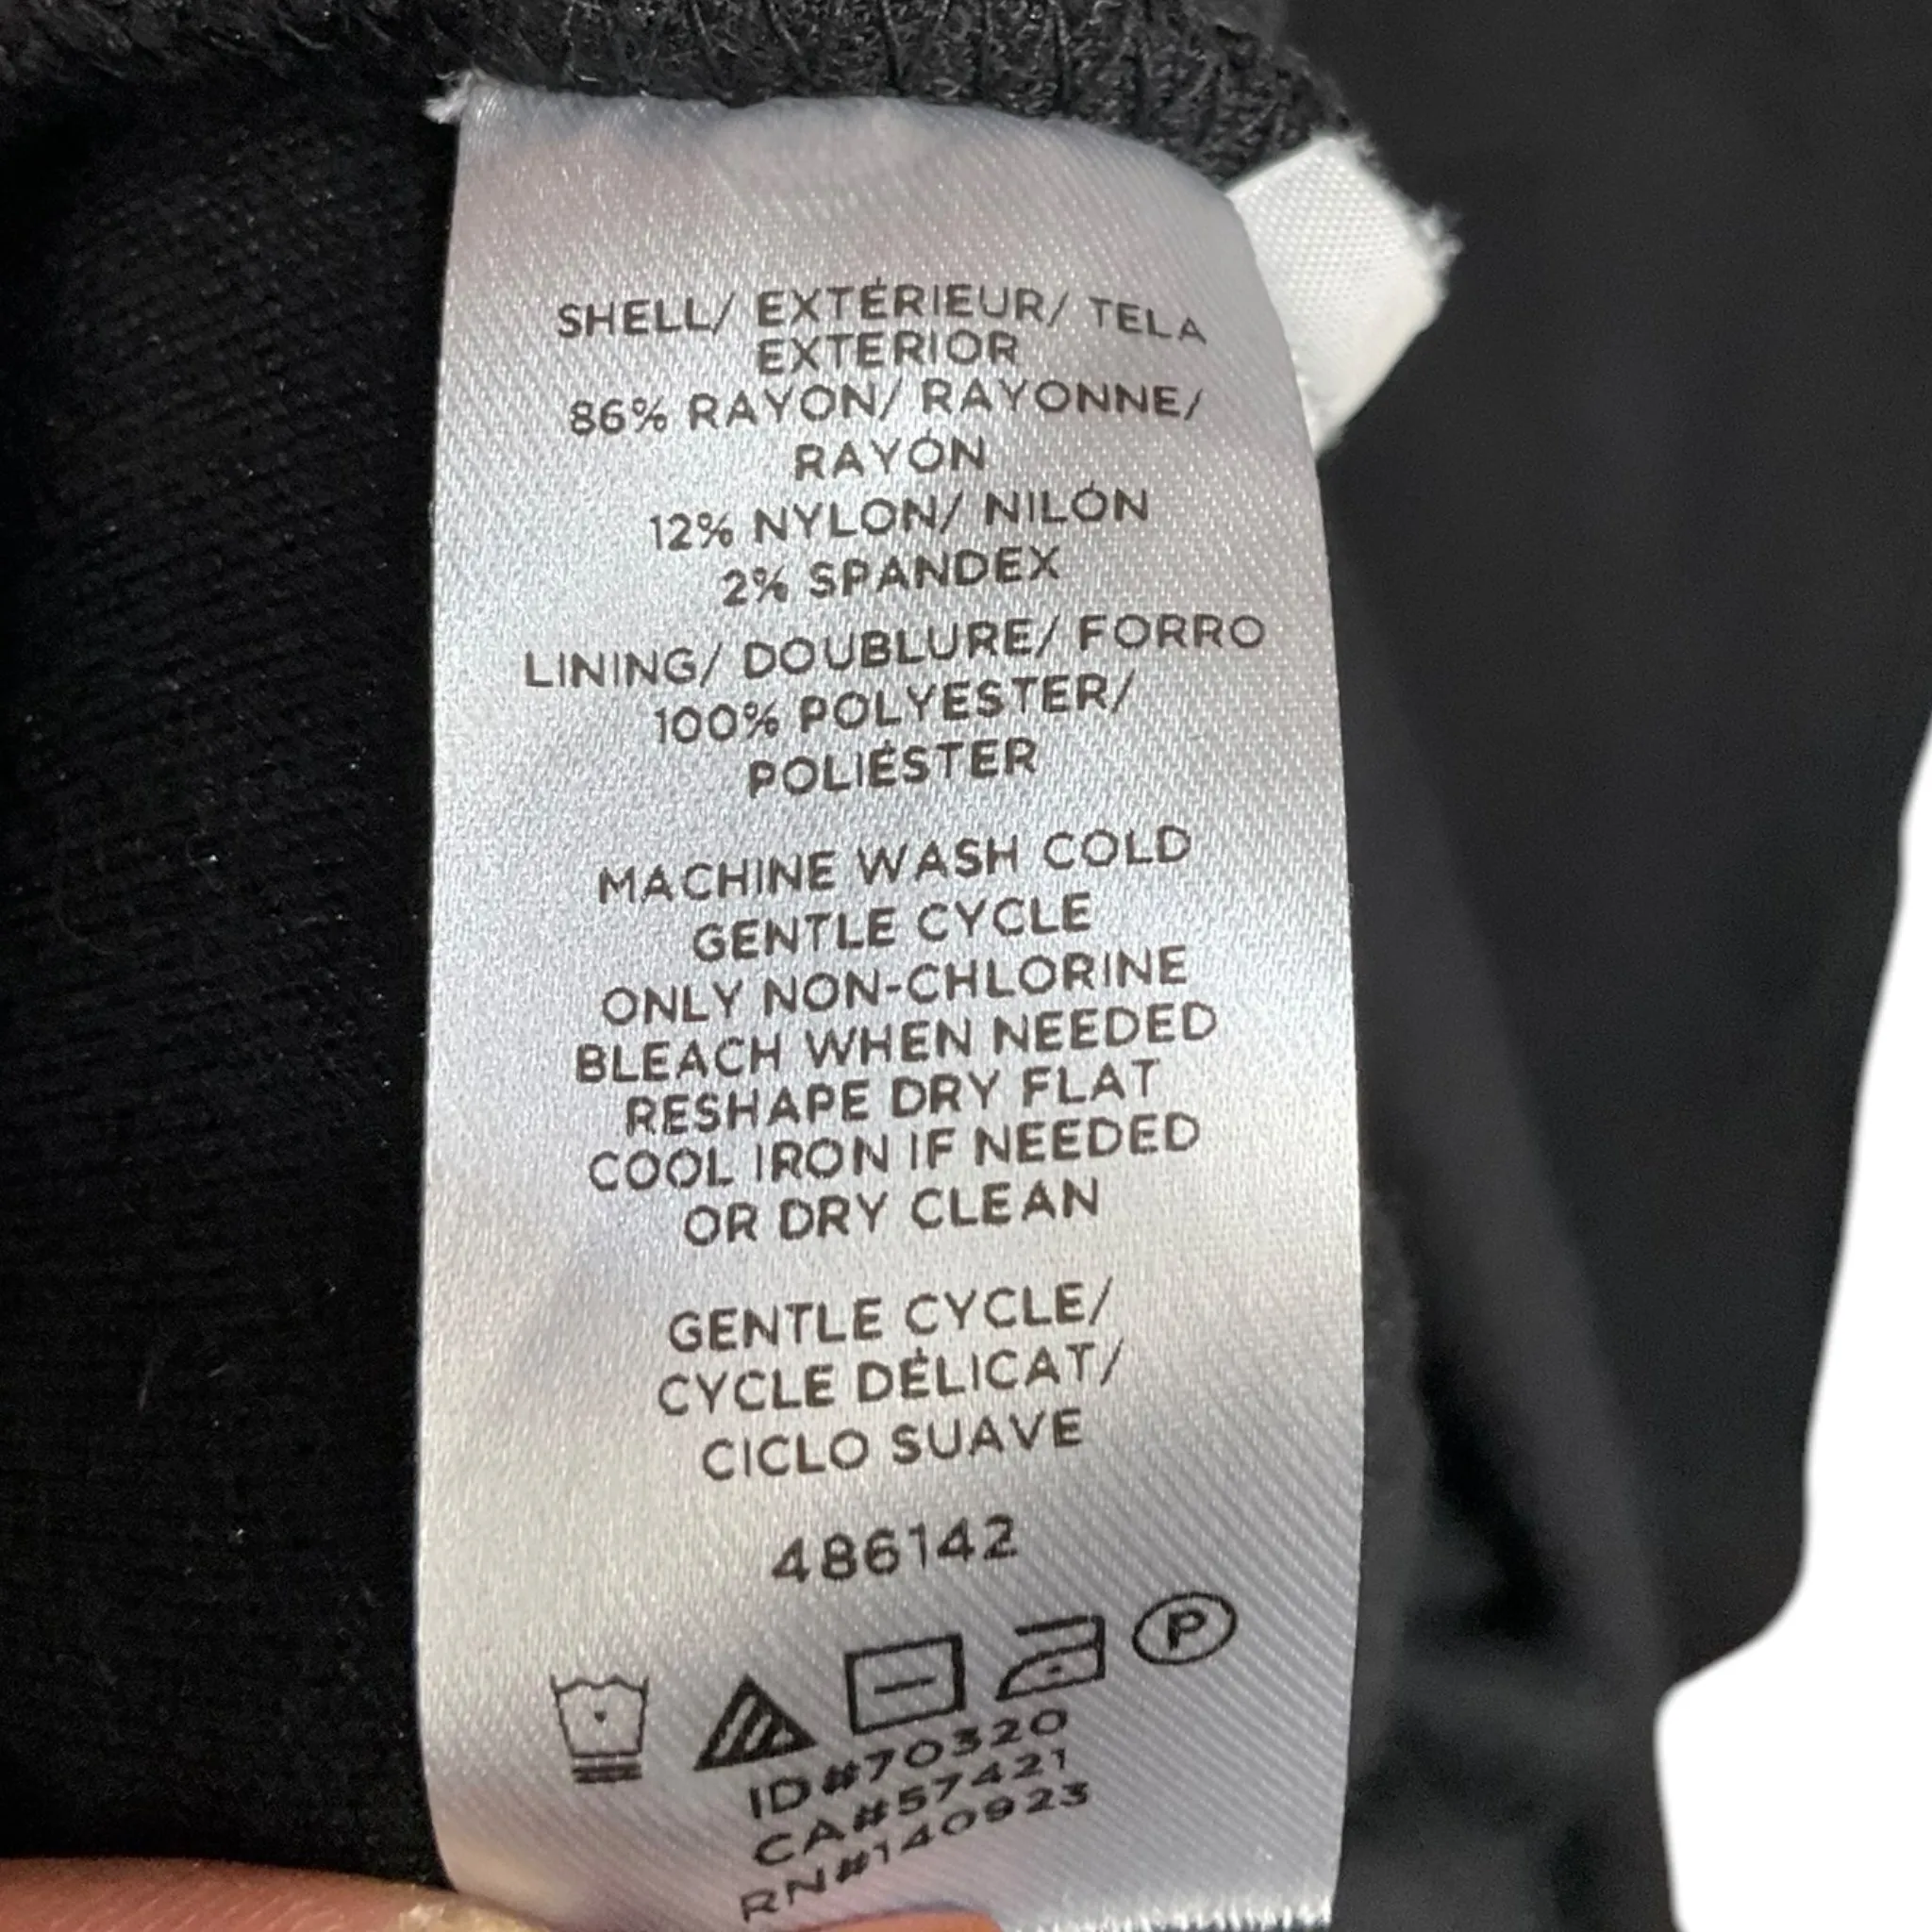 SHELL/ EXTÉRIEUR/ TELA
EXTERIOR
86% RAYON/ RAYONNE/
RAYÓN
12% NYLON/ NILÓN
2% SPANDEX
LINING/ DOUBLURE/ FORRO
100% POLYESTER/
POLIÉSTER
MACHINE WASH COLD
GENTLE CYCLE
ONLY NON-CHLORINE
BLEACH WHEN NEEDED
RESHAPE DRY FLAT
COOL IRON IF NEEDED
OR DRY CLEAN
GENTLE CYCLE/
CYCLE DÉLICAT/
CICLO SUAVE
486142
P
ID#70320
CA#57421
RN#140923